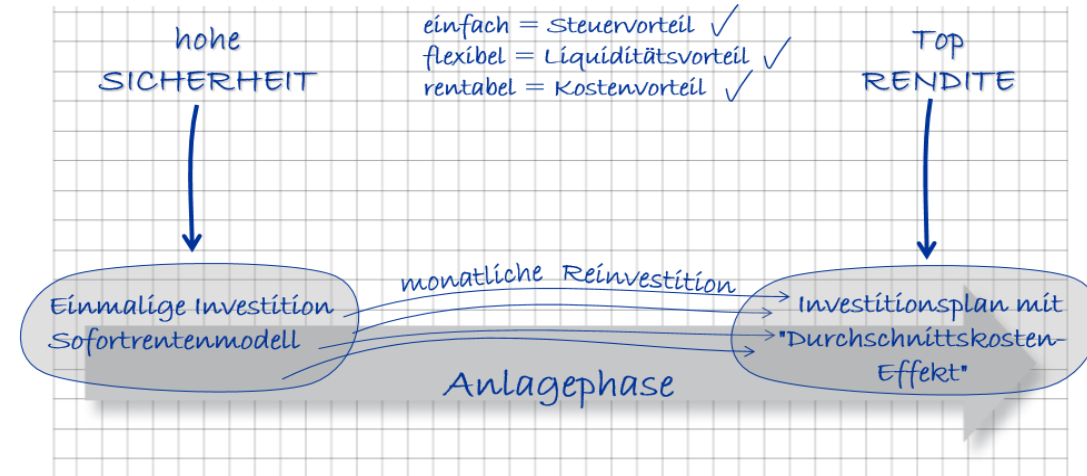 hohe
SICHERHEIT
einfach = Steuervorteil ✓
flexibel = Liquiditätsvorteil ✓
rentabel = Kostenvorteil ✓
Top
RENDITE
Einmalige Investition
Sofortrentenmodell
monatliche Reinvestition
Investitionsplan mit
"Durchschnittskosten-
Effekt"
Anlagephase